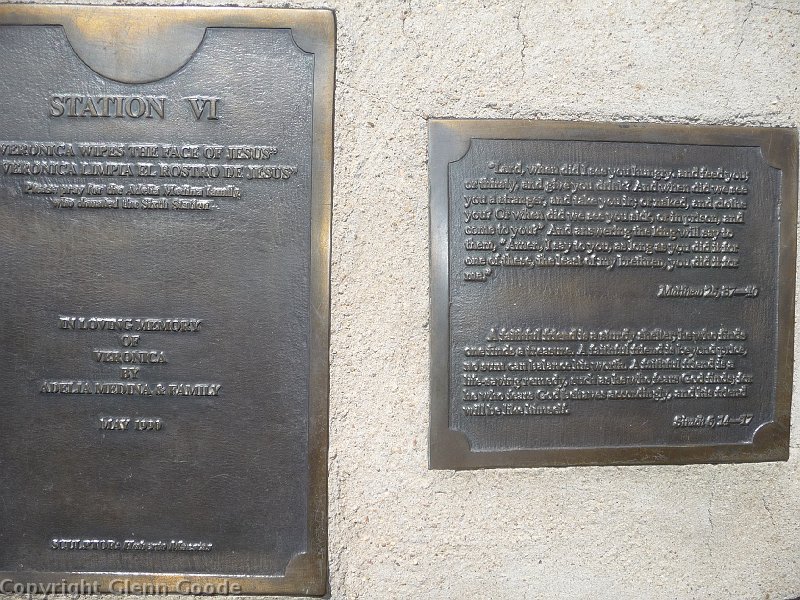 STATION VI
VERONICA WIPES THE FACE OF JESUS"
VERONICA LIMPIA EL ROSTRO DE JESUS"
Please pray for the Adelia Medina family,
who donated the Sixth Station.
IN LOVING MEMORY
OF
VERONICA
BY
ADELIA MEDINA & FAMILY
MAY 1990
SCULPTOR:
"Lord, when did I see you hungry, and feed you;
or thirsty, and give you drink? And when did we see
you a stranger, and take you in; or naked, and clothe
you? Or when did we see you sick, or in prison, and
come to you?" And answering the king will say to
them, "Amen, I say to you, as long as you did it for
one of these, the least of my brethren, you did it for
me."
Matthew 25,
A faithful friend is a sturdy shelter, he who finds
one finds a treasure. A faithful friend is beyond price,
no sum can balance his worth. A faithful friend is a
life-saving remedy, such as he who fears God finds; for
he who fears God behaves accordingly, and his friend
will be like himself.
Sirach 6, 14—17
Copyright Glenn Goode